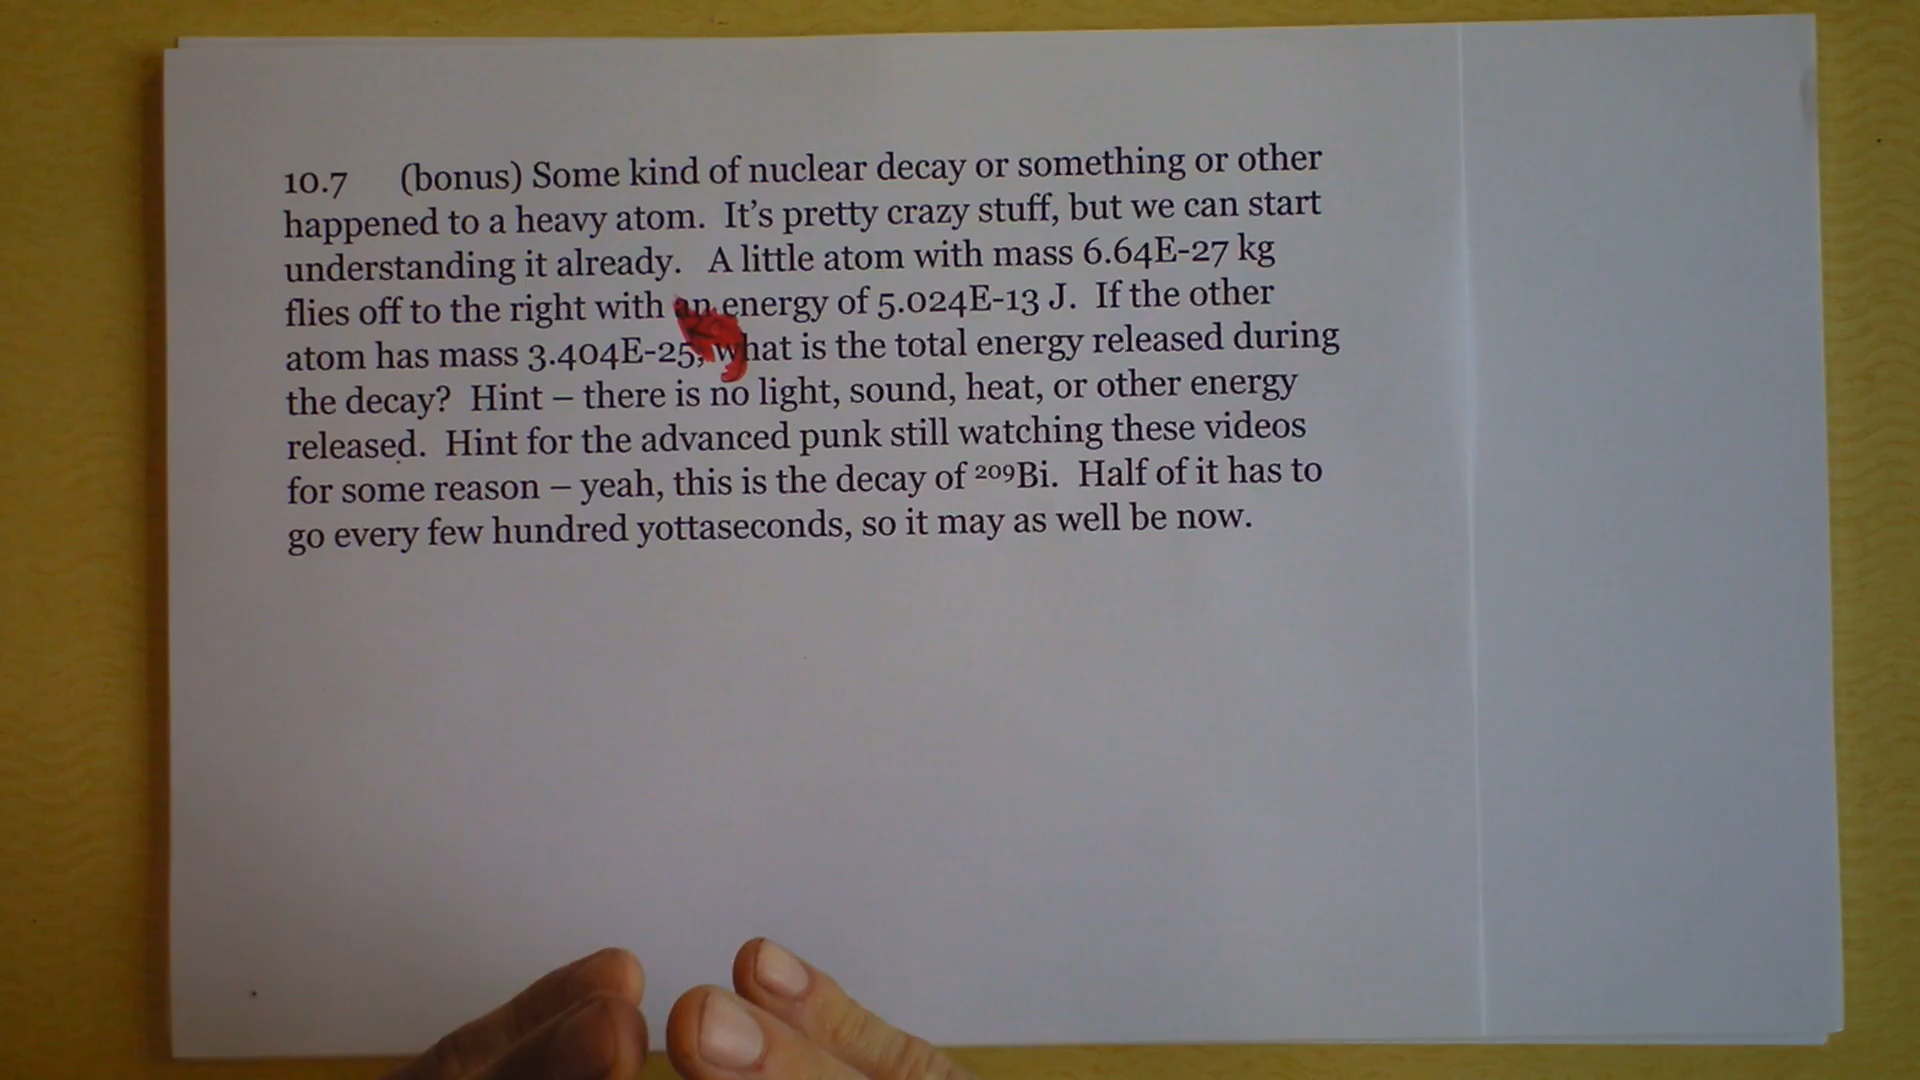 10.7 (bonus) Some kind of nuclear decay or something or other
happened to a heavy atom. It's pretty crazy stuff, but we can start
understanding it already. A little atom with mass 6.64E-27 kg
flies off to the right with an energy of 5.024E-13 J. If the other
atom has mass 3.404E-25, what is the total energy released during
the decay? Hint – there is no light, sound, heat, or other energy
released. Hint for the advanced punk still watching these videos
for some reason – yeah, this is the decay of ²⁰⁹Bi. Half of it has to
go every few hundred yottaseconds, so it may as well be now.